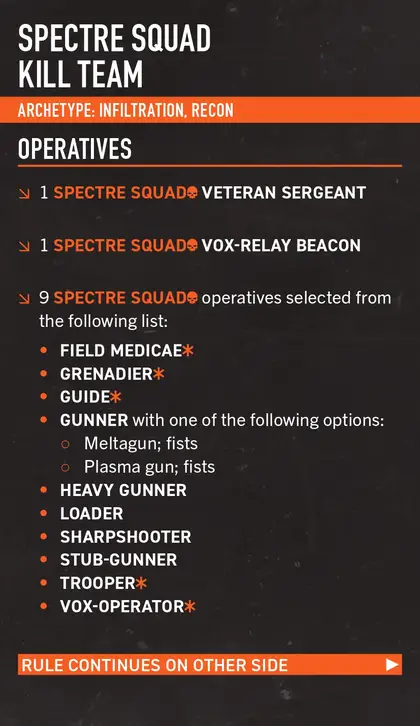 SPECTRE SQUAD
KILL TEAM
ARCHETYPE: INFILTRATION, RECON
OPERATIVES
↘ 1 SPECTRE SQUAD💀 VETERAN SERGEANT
↘ 1 SPECTRE SQUAD💀 VOX-RELAY BEACON
↘ 9 SPECTRE SQUAD💀 operatives selected from
the following list:
• FIELD MEDICAE*
• GRENADIER*
• GUIDE*
• GUNNER with one of the following options:
○ Meltagun; fists
○ Plasma gun; fists
• HEAVY GUNNER
• LOADER
• SHARPSHOOTER
• STUB-GUNNER
• TROOPER*
• VOX-OPERATOR*
RULE CONTINUES ON OTHER SIDE ▶